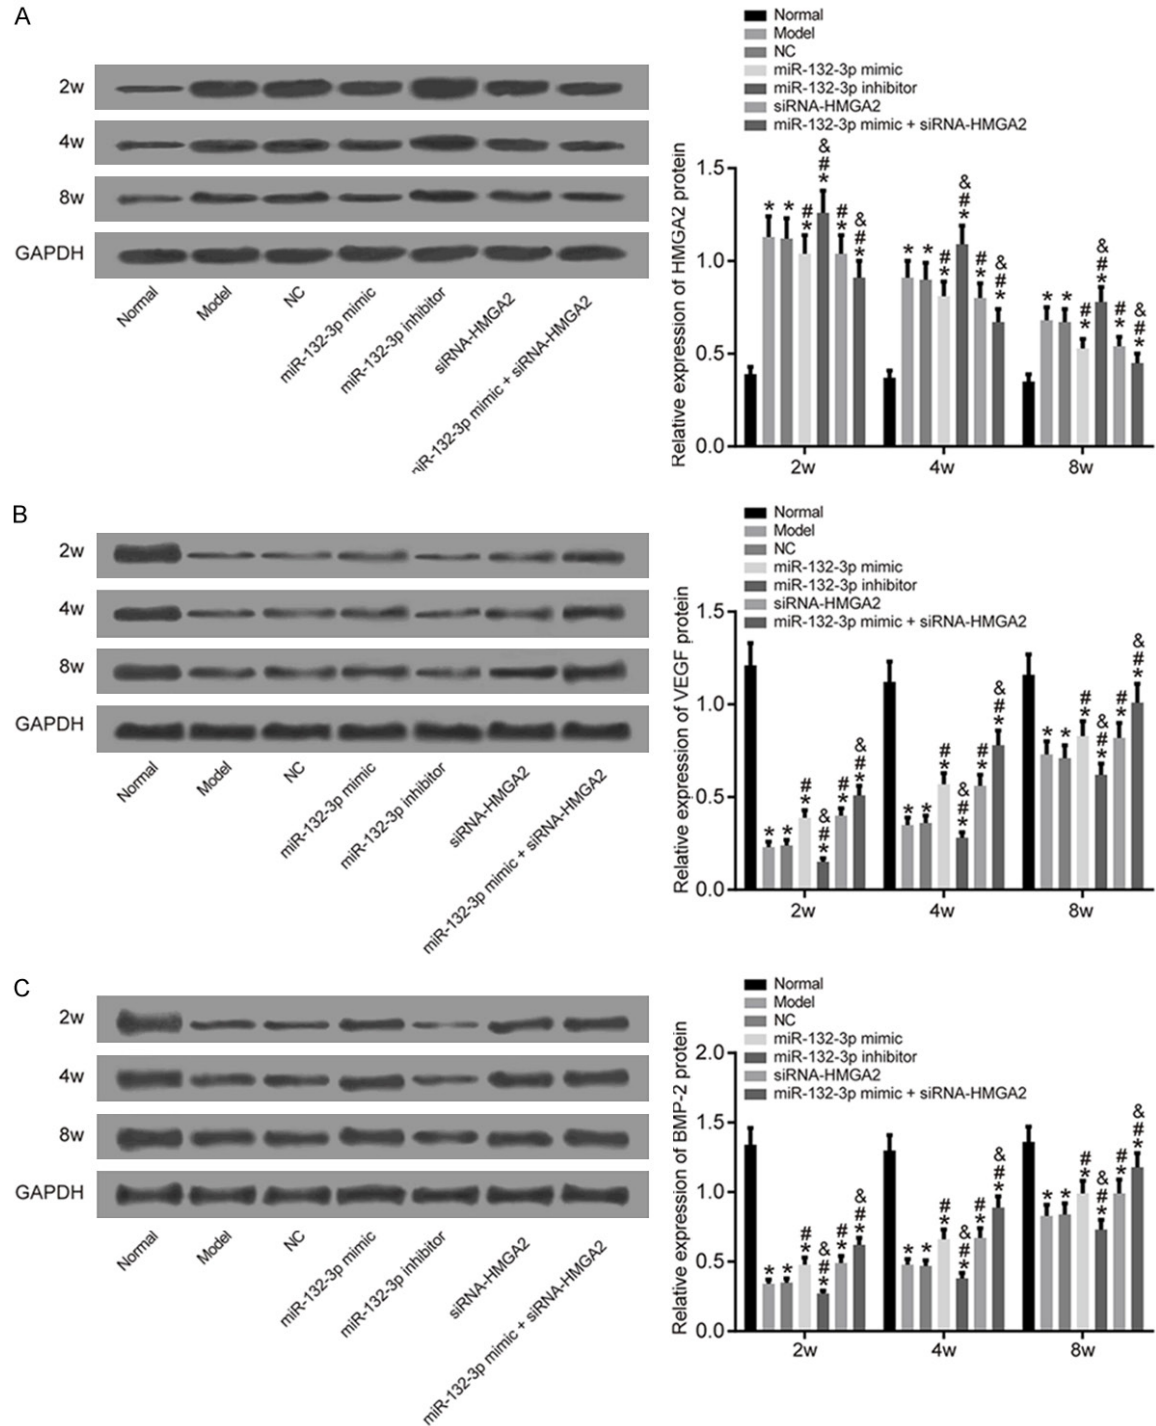 A
2w
4w
8w
GAPDH
Normal
Model
NC
miR-132-3p mimic
miR-132-3p inhibitor
siRNA-HMGA2
miR-132-3p mimic + siRNA-HMGA2
Normal
Model
NC
miR-132-3p mimic
miR-132-3p inhibitor
siRNA-HMGA2
miR-132-3p mimic + siRNA-HMGA2
Relative expression of HMGA2 protein
1.5
1.0
0.5
0.0
*
*
#*
&##*
#*
&##*
*
*
#*
&##*
#*
&##*
*
*
#*
&##*
#*
&#*
2w
4w
8w
B
2w
4w
8w
GAPDH
Normal
Model
NC
miR-132-3p mimic
miR-132-3p inhibitor
siRNA-HMGA2
miR-132-3p mimic + siRNA-HMGA2
Normal
Model
NC
miR-132-3p mimic
miR-132-3p inhibitor
siRNA-HMGA2
miR-132-3p mimic + siRNA-HMGA2
Relative expression of VEGF protein
1.5
1.0
0.5
0.0
*
*
#*
&##*
#*
&##*
*
*
#*
&##*
#*
&##*
*
*
#*
&##*
#*
&##*
2w
4w
8w
C
2w
4w
8w
GAPDH
Normal
Model
NC
miR-132-3p mimic
miR-132-3p inhibitor
siRNA-HMGA2
miR-132-3p mimic + siRNA-HMGA2
Normal
Model
NC
miR-132-3p mimic
miR-132-3p inhibitor
siRNA-HMGA2
miR-132-3p mimic + siRNA-HMGA2
Relative expression of BMP-2 protein
2.0
1.5
1.0
0.5
0.0
*
*
#*
&##*
#*
&##*
*
*
#*
&##*
#*
&##*
*
*
#*
&##*
#*
&##*
2w
4w
8w